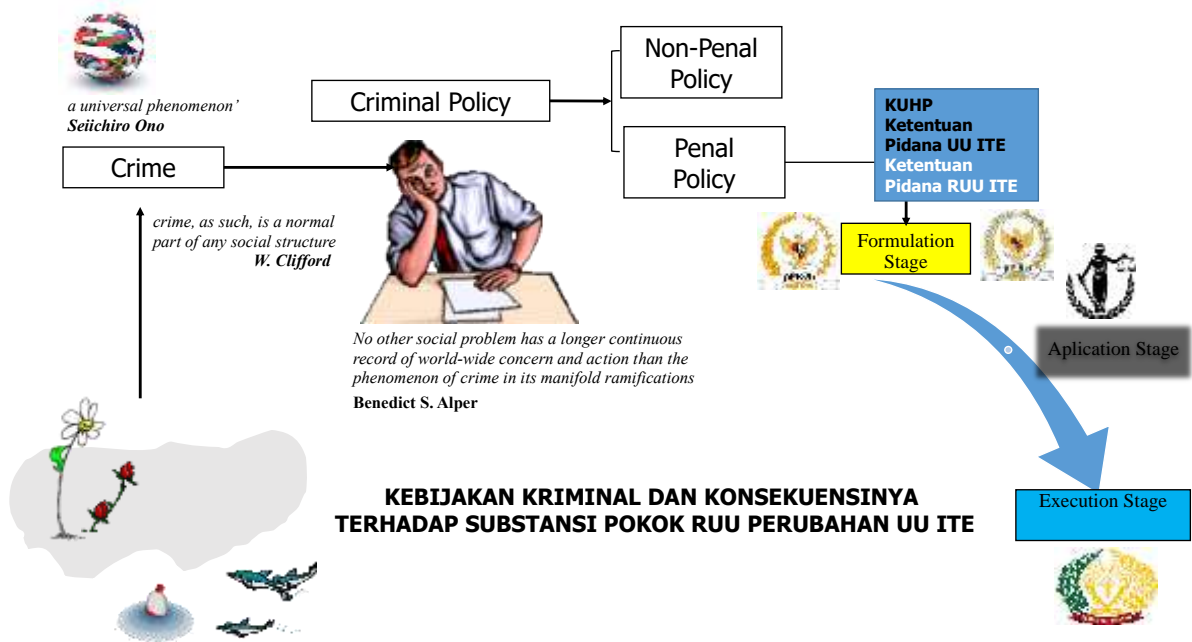 a universal phenomenon'
Seiichiro Ono
Crime
crime, as such, is a normal
part of any social structure
W. Clifford
Criminal Policy
Non-Penal
Policy
Penal
Policy
No other social problem has a longer continuous
record of world-wide concern and action than the
phenomenon of crime in its manifold ramifications
Benedict S. Alper
KUHP
Ketentuan
Pidana UU ITE
Ketentuan
Pidana RUU ITE
Formulation
Stage
Aplication Stage
Execution Stage
KEBIJAKAN KRIMINAL DAN KONSEKUENSINYA
TERHADAP SUBSTANSI POKOK RUU PERUBAHAN UU ITE